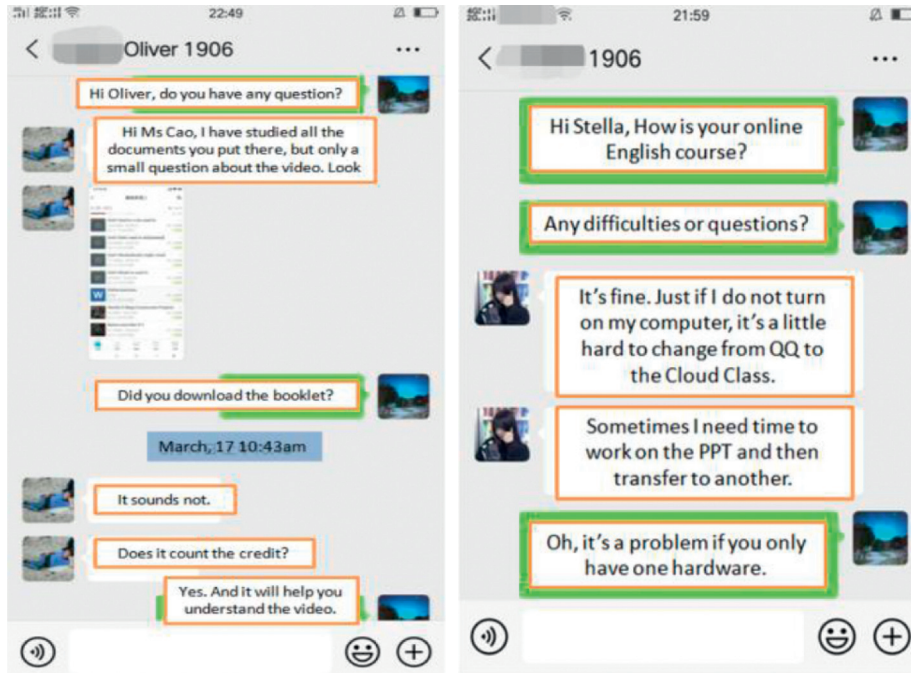 22:49
Oliver 1906
Hi Oliver, do you have any question?
Hi Ms Cao, I have studied all the
documents you put there, but only a
small question about the video. Look
W
Did you download the booklet?
March, 17 10:43am
It sounds not.
Does it count the credit?
Yes. And it will help you
understand the video.
21:59
1906
Hi Stella, How is your online
English course?
Any difficulties or questions?
It's fine. Just if I do not turn
on my computer, it's a little
hard to change from QQ to
the Cloud Class.
Sometimes I need time to
work on the PPT and then
transfer to another.
Oh, it's a problem if you only
have one hardware.